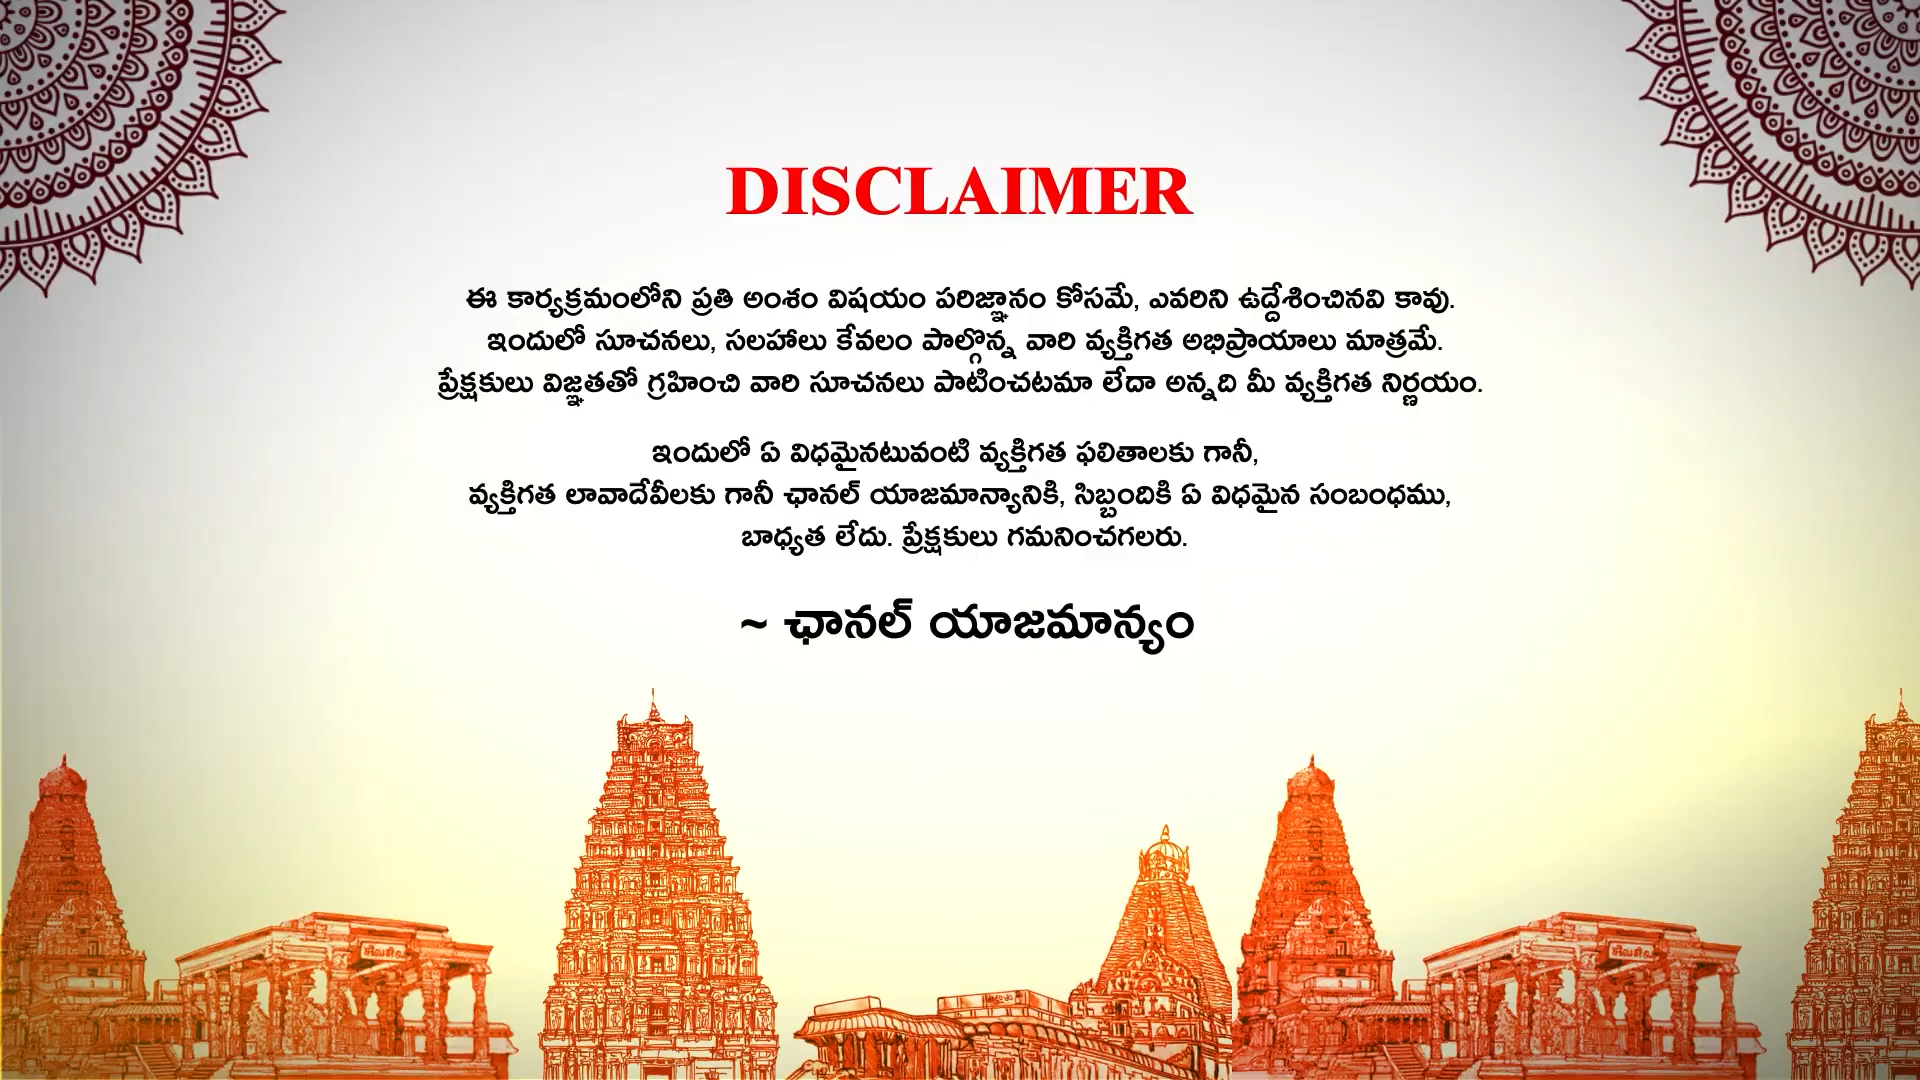 DISCLAIMER
ఈ కార్యక్రమంలోని ప్రతి అంశం విషయం పరిజ్ఞానం కోసమే, ఎవరిని ఉద్దేశించినవి కావు.
ఇందులో సూచనలు, సలహాలు కేవలం పాల్గొన్న వారి వ్యక్తిగత అభిప్రాయాలు మాత్రమే.
ప్రేక్షకులు విజ్ఞతతో గ్రహించి వారి సూచనలు పాటించటమా లేదా అన్నది మీ వ్యక్తిగత నిర్ణయం.
ఇందులో ఏ విధమైనటువంటి వ్యక్తిగత ఫలితాలకు గానీ,
వ్యక్తిగత లావాదేవీలకు గానీ ఛానల్ యాజమాన్యానికి, సిబ్బందికి ఏ విధమైన సంబంధము,
బాధ్యత లేదు. ప్రేక్షకులు గమనించగలరు.
~ ఛానల్ యాజమాన్యం